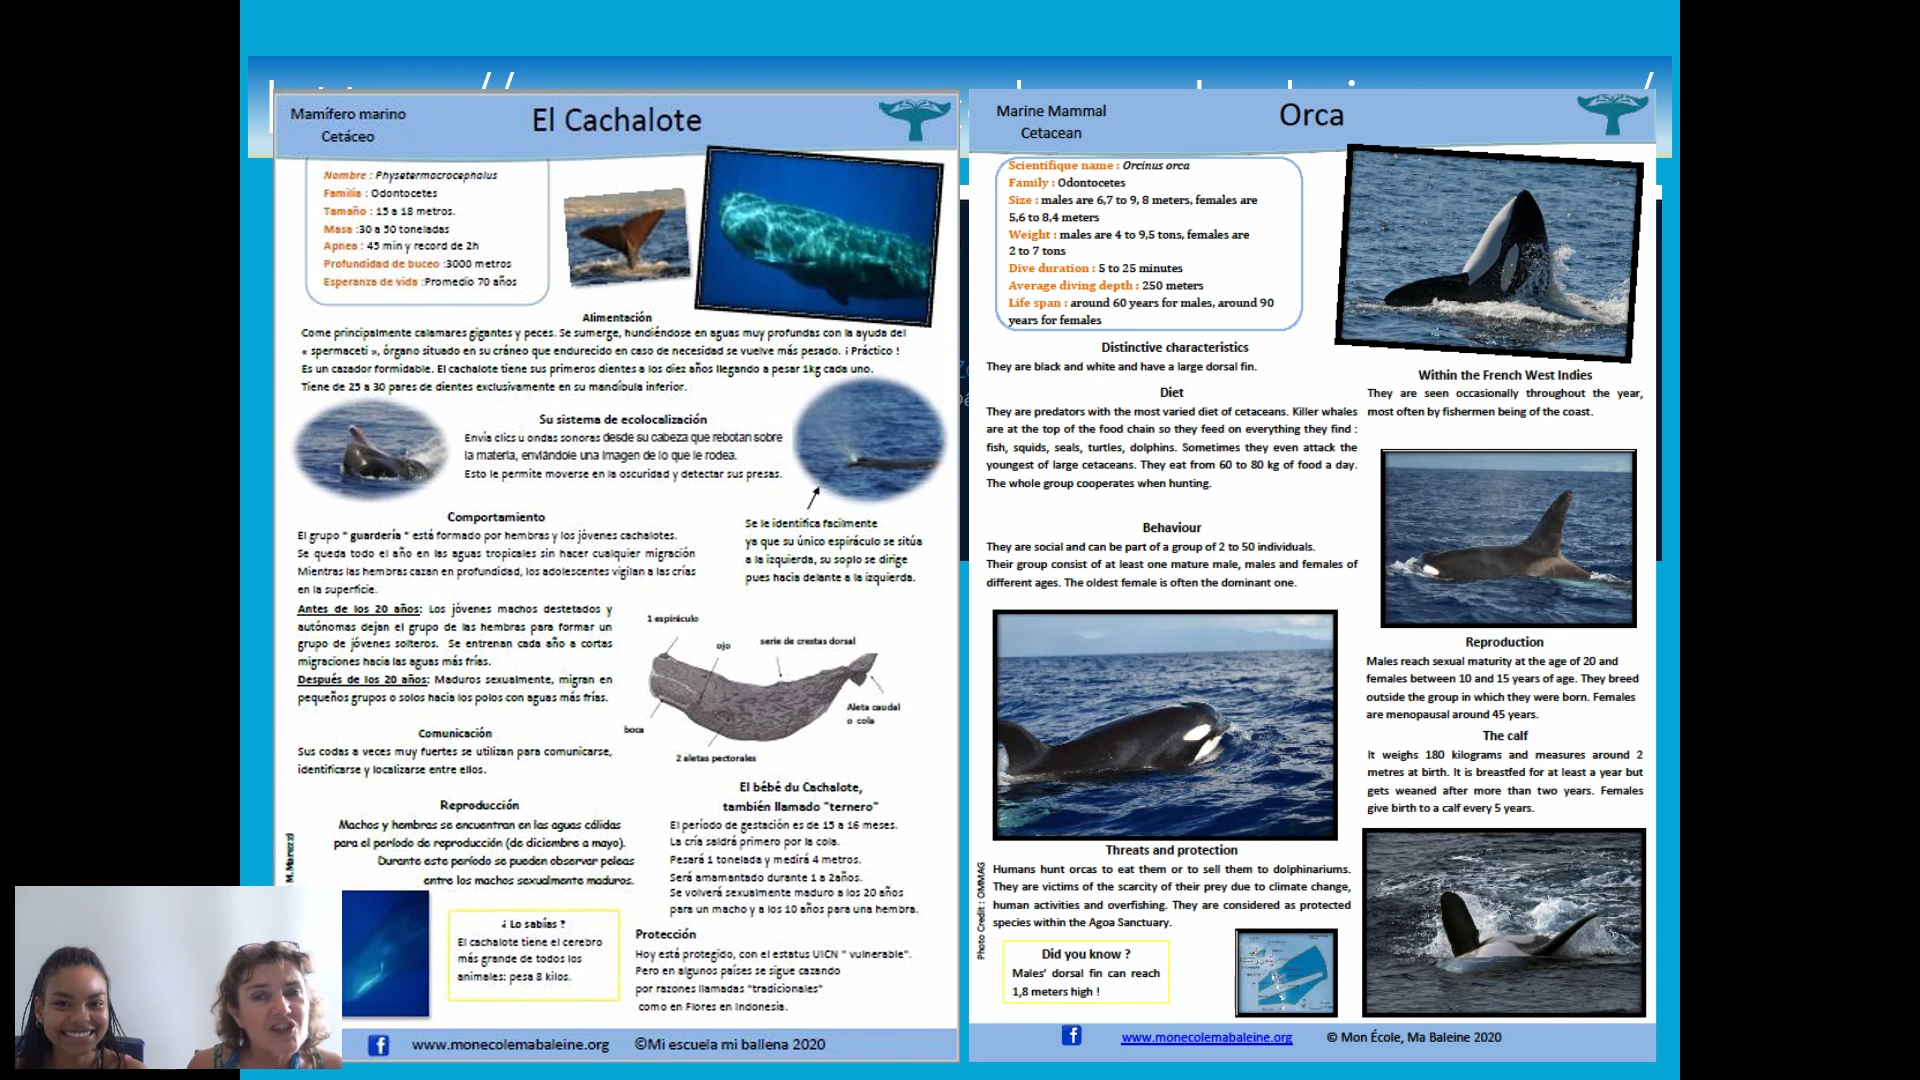 Mamífero marino
Cetáceo
El Cachalote
Nombre : Physetermacrocephalus
Familia : Odontocetes
Tamaño : 15 a 18 metros.
Masa :30 a 50 toneladas
Apnea : 45 min y record de 2h
Profundidad de buceo :3000 metros
Esperanza de vida :Promedio 70 años
Alimentación
Come principalmente calamares gigantes y peces. Se sumerge, hundiéndose en aguas muy profundas con la ayuda del
« spermaceti », órgano situado en su cráneo que endurecido en caso de necesidad se vuelve más pesado. ¡ Práctico !
Es un cazador formidable. El cachalote tiene sus primeros dientes a los diez años llegando a pesar 1kg cada uno.
Tiene de 25 a 30 pares de dientes exclusivamente en su mandíbula inferior.
Su sistema de ecolocalización
Envía clics u ondas sonoras desde su cabeza que rebotan sobre
la materia, enviándole una imagen de lo que le rodea.
Esto le permite moverse en la oscuridad y detectar sus presas.
Comportamiento
El grupo " guardería " está formado por hembras y los jóvenes cachalotes.
Se queda todo el año en las aguas tropicales sin hacer cualquier migración
Mientras las hembras cazan en profundidad, los adolescentes vigilan a las crías
en la superficie.
Se le identifica facilmente
ya que su único espiráculo se sitúa
a la izquierda, su soplo se dirige
pues hacia delante a la izquierda.
Antes de los 20 años: Los jóvenes machos destetados y
autónomas dejan el grupo de las hembras para formar un
grupo de jóvenes solteros. Se entrenan cada año a cortas
migraciones hacia las aguas más frías.
Después de los 20 años: Maduros sexualmente, migran en
pequeños grupos o solos hacia los polos con aguas más frías.
1 espiráculo
ojo
serie de crestas dorsal
Aleta caudal
o cola
boca
2 aletas pectorales
Comunicación
Sus codas a veces muy fuertes se utilizan para comunicarse,
identificarse y localizarse entre ellos.
Reproducción
Machos y hembras se encuentran en las aguas cálidas
para el período de reproducción (de diciembre a mayo).
Durante este período se pueden observar peleas
entre los machos sexualmente maduros.
El bébé du Cachalote,
también llamado "ternero"
El período de gestación es de 15 a 16 meses.
La cría saldrá primero por la cola.
Pesará 1 tonelada y medirá 4 metros.
Será amamantado durante 1 a 2años.
Se volverá sexualmente maduro a los 20 años
para un macho y a los 10 años para una hembra.
¿ Lo sabías ?
El cachalote tiene el cerebro
más grande de todos los
animales: pesa 8 kilos.
Protección
Hoy está protegido, con el estatus UICN " vulnerable".
Pero en algunos países se sigue cazando
por razones llamadas "tradicionales"
como en Flores en Indonesia.
www.monecolemabaleine.org
©Mi escuela mi ballena 2020
Marine Mammal
Cetacean
Orca
Scientifique name : Orcinus orca
Family : Odontocetes
Size : males are 6,7 to 9, 8 meters, females are
5,6 to 8,4 meters
Weight : males are 4 to 9,5 tons, females are
2 to 7 tons
Dive duration : 5 to 25 minutes
Average diving depth : 250 meters
Life span : around 60 years for males, around 90
years for females
Distinctive characteristics
They are black and white and have a large dorsal fin.
Diet
They are predators with the most varied diet of cetaceans. Killer whales
are at the top of the food chain so they feed on everything they find :
fish, squids, seals, turtles, dolphins. Sometimes they even attack the
youngest of large cetaceans. They eat from 60 to 80 kg of food a day.
The whole group cooperates when hunting.
Within the French West Indies
They are seen occasionally throughout the year,
most often by fishermen being of the coast.
Behaviour
They are social and can be part of a group of 2 to 50 individuals.
Their group consist of at least one mature male, males and females of
different ages. The oldest female is often the dominant one.
Reproduction
Males reach sexual maturity at the age of 20 and
females between 10 and 15 years of age. They breed
outside the group in which they were born. Females
are menopausal around 45 years.
The calf
It weighs 180 kilograms and measures around 2
metres at birth. It is breastfed for at least a year but
gets weaned after more than two years. Females
give birth to a calf every 5 years.
Threats and protection
Humans hunt orcas to eat them or to sell them to dolphinariums.
They are victims of the scarcity of their prey due to climate change,
human activities and overfishing. They are considered as protected
species within the Agoa Sanctuary.
Photo Credit : OMMAG
Did you know ?
Males' dorsal fin can reach
1,8 meters high !
www.monecolemabaleine.org
© Mon École, Ma Baleine 2020